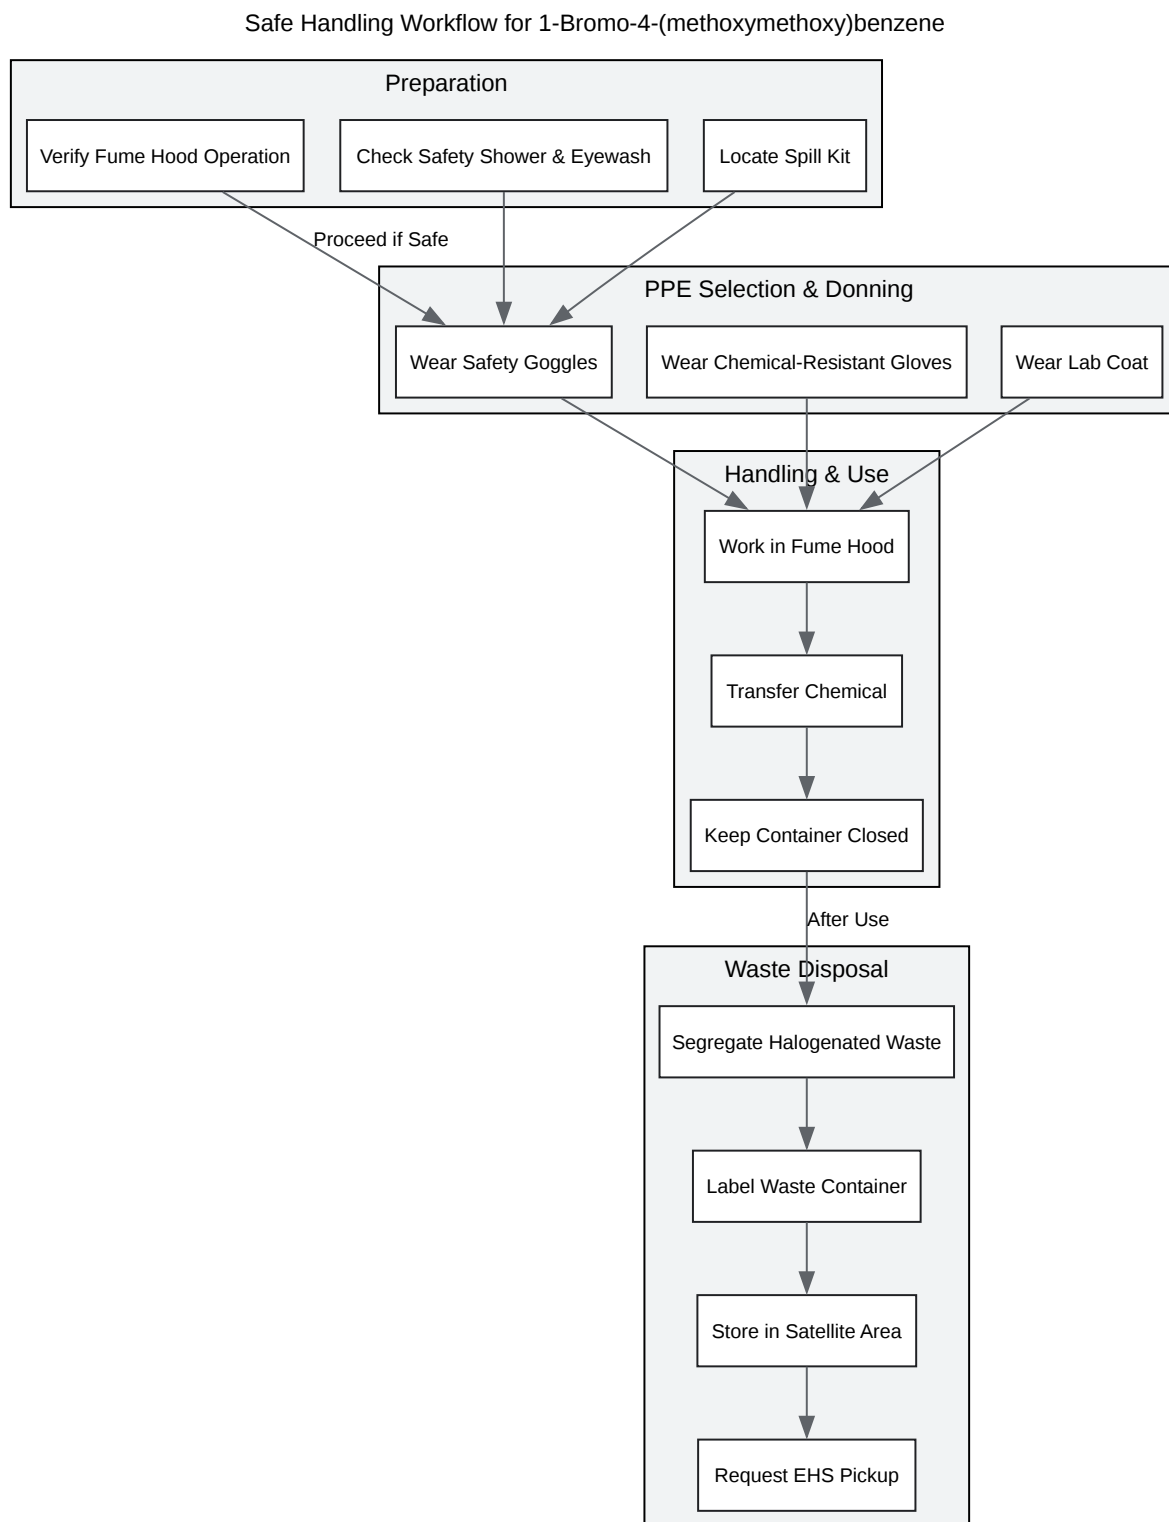 Safe Handling Workflow for 1-Bromo-4-(methoxymethoxy)benzene
Preparation
Verify Fume Hood Operation
Check Safety Shower & Eyewash
Locate Spill Kit
Proceed if Safe
PPE Selection & Donning
Wear Safety Goggles
Wear Chemical-Resistant Gloves
Wear Lab Coat
Handling & Use
Work in Fume Hood
Transfer Chemical
Keep Container Closed
After Use
Waste Disposal
Segregate Halogenated Waste
Label Waste Container
Store in Satellite Area
Request EHS Pickup